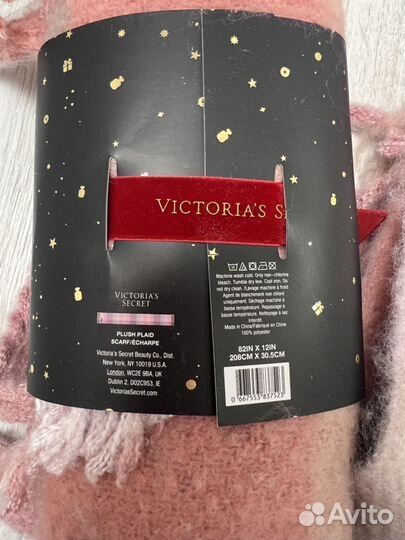 VICTORIA'S S
VICTORIA'S
SECRET
PLUSH PLAID
SCARF/ÉCHARPE
Victoria's Secret Beauty Co., Dist.
New York, NY 10019 U.S.A.
London, WC2E 9BA, UK
Dublin 2, D02C953, IE
VictoriasSecret.com
Machine wash cold. Only non-chlorine
bleach. Tumble dry low. Cool iron. Do
not dry clean. /Lavage machine à froid.
Agent de blanchiment non chloré
uniquement. Séchage machine à
basse température. Repassage à
basse température. Nettoyage à sec
interdit.
Made in China/Fabriqué en Chine
100% polyester
82IN X 12IN
208CM X 30.5CM
0 667553 837523
Avito